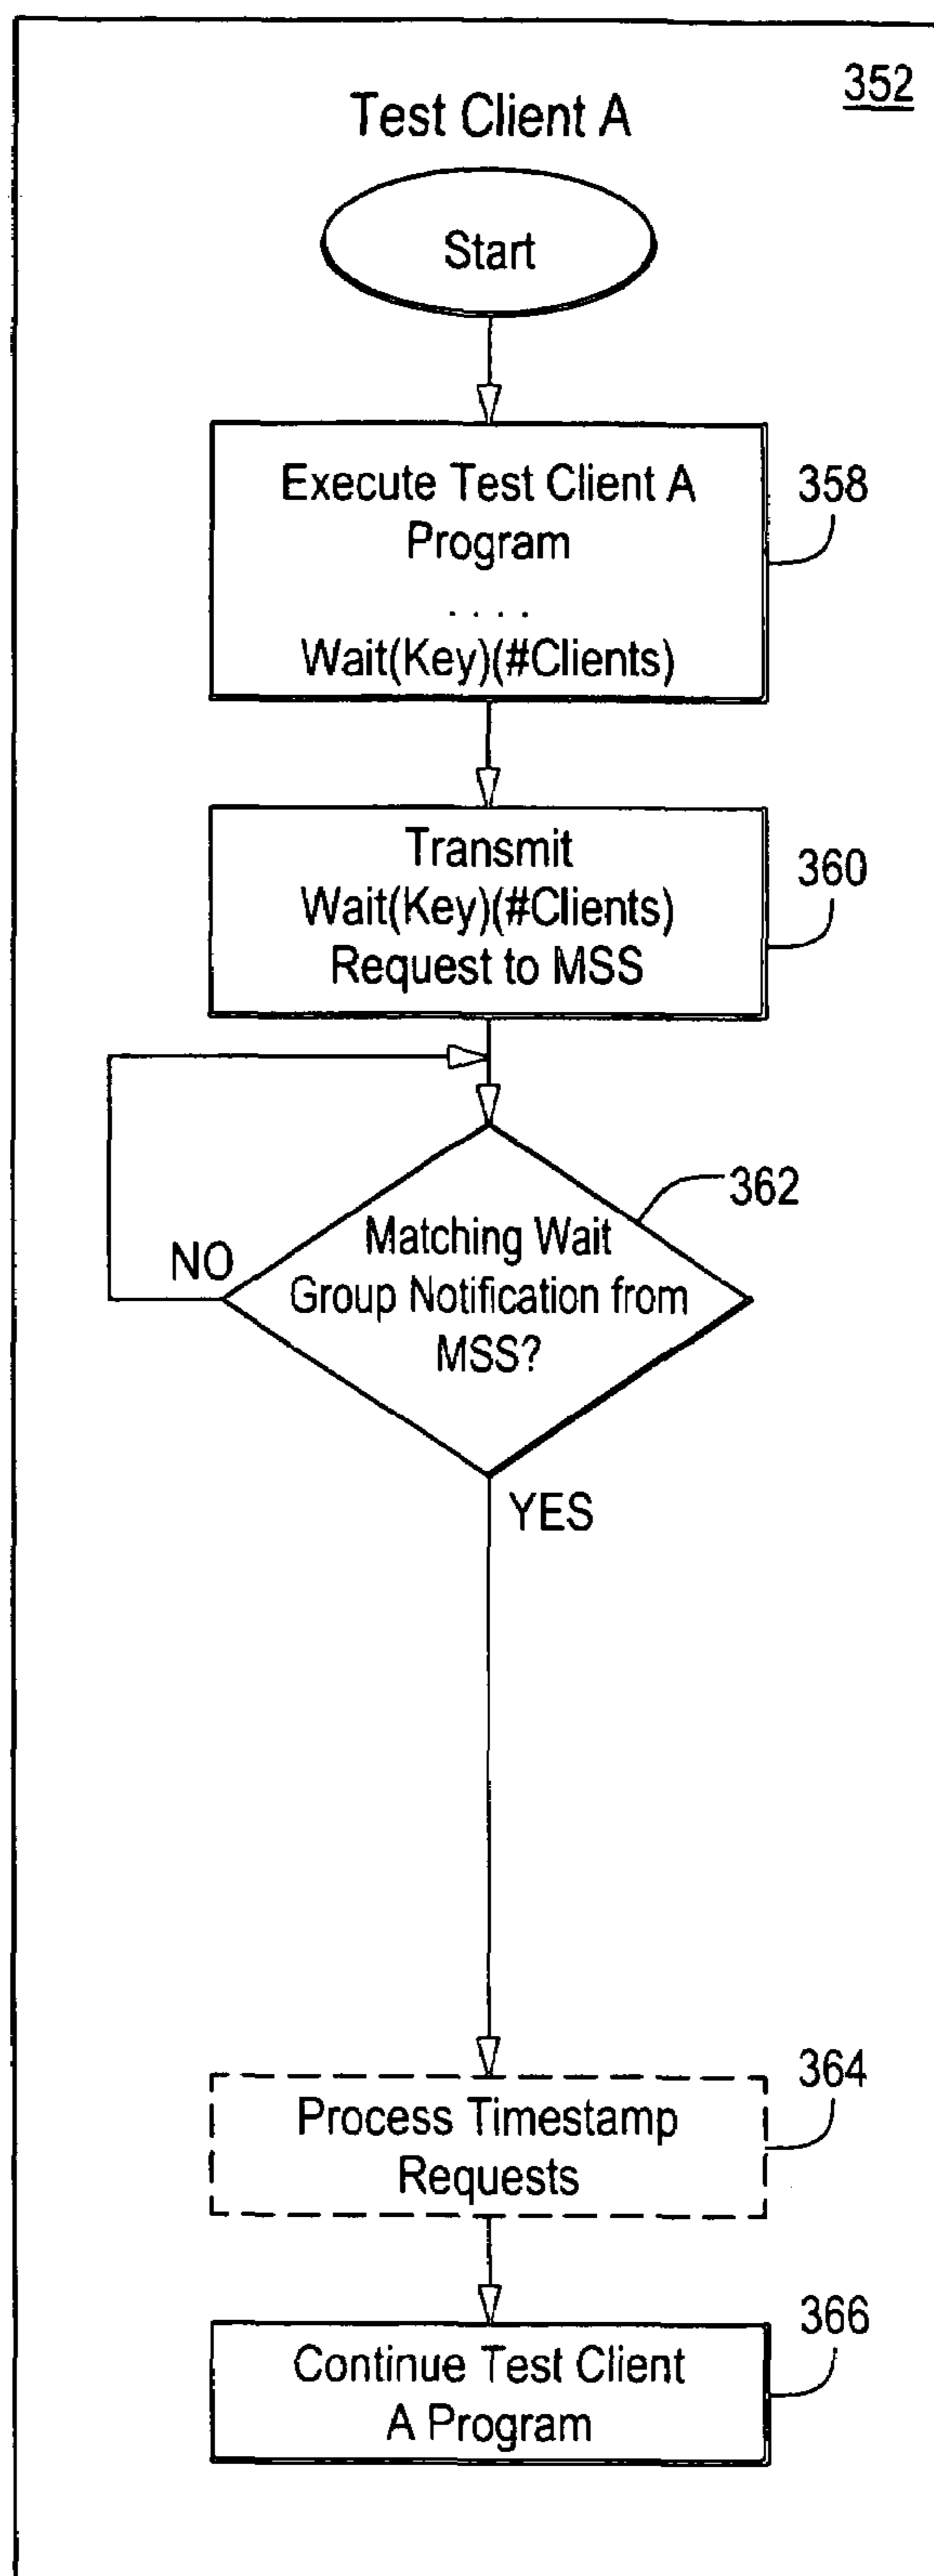 352
Test Client A
Start
Execute Test Client A
Program
. . . .
Wait(Key)(#Clients)
358
Transmit
Wait(Key)(#Clients)
Request to MSS
360
362
Matching Wait
Group Notification from
MSS?
NO
YES
Process Timestamp
Requests
364
Continue Test Client
A Program
366